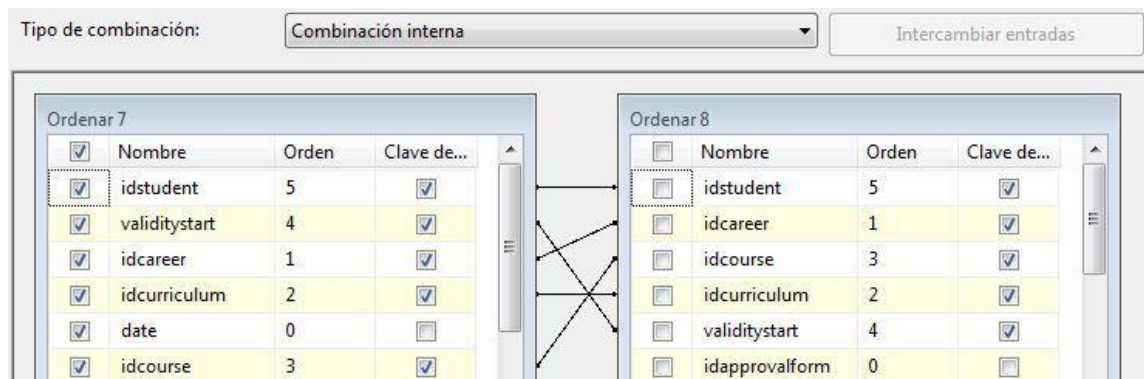 Tipo de combinación: Combinación interna Intercambiar entradas
Ordenar 7 Ordenar 8
Nombre Orden Clave de... Nombre Orden Clave de...
idstudent 5 idstudent 5
validitystart 4 idcareer 1
idcareer 1 idcourse 3
idcurriculum 2 idcurriculum 2
date 0 validitystart 4
idcourse 3 idapprovalform 0